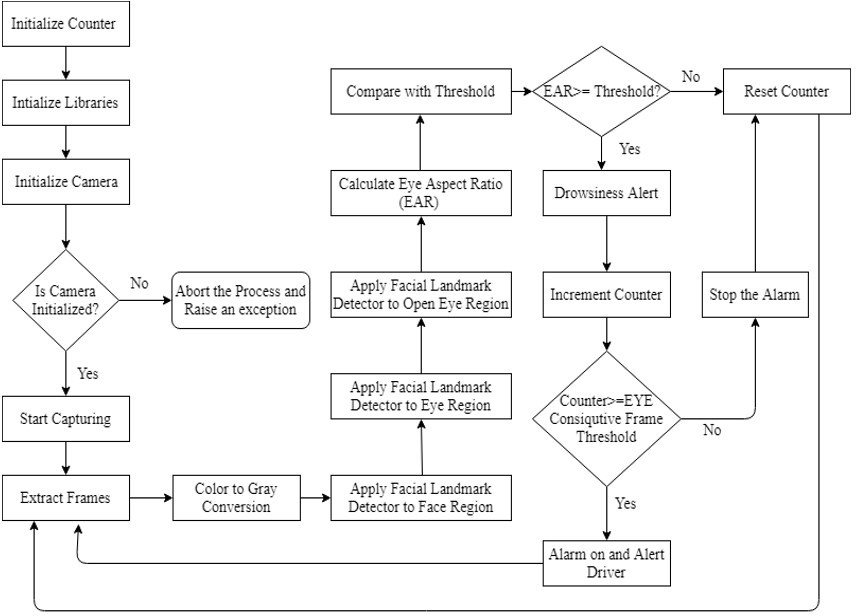 Initialize Counter
Intialize Libraries
Initialize Camera
Is Camera
Initialized?
No
Abort the Process and
Raise an exception
Yes
Start Capturing
Extract Frames
Color to Gray
Conversion
Apply Facial Landmark
Detector to Face Region
Apply Facial Landmark
Detector to Eye Region
Apply Facial Landmark
Detector to Open Eye Region
Calculate Eye Aspect Ratio
(EAR)
Compare with Threshold
EAR>= Threshold?
No
Reset Counter
Yes
Drowsiness Alert
Increment Counter
Counter>=EYE
Consiqutive Frame
Threshold
No
Stop the Alarm
Yes
Alarm on and Alert
Driver